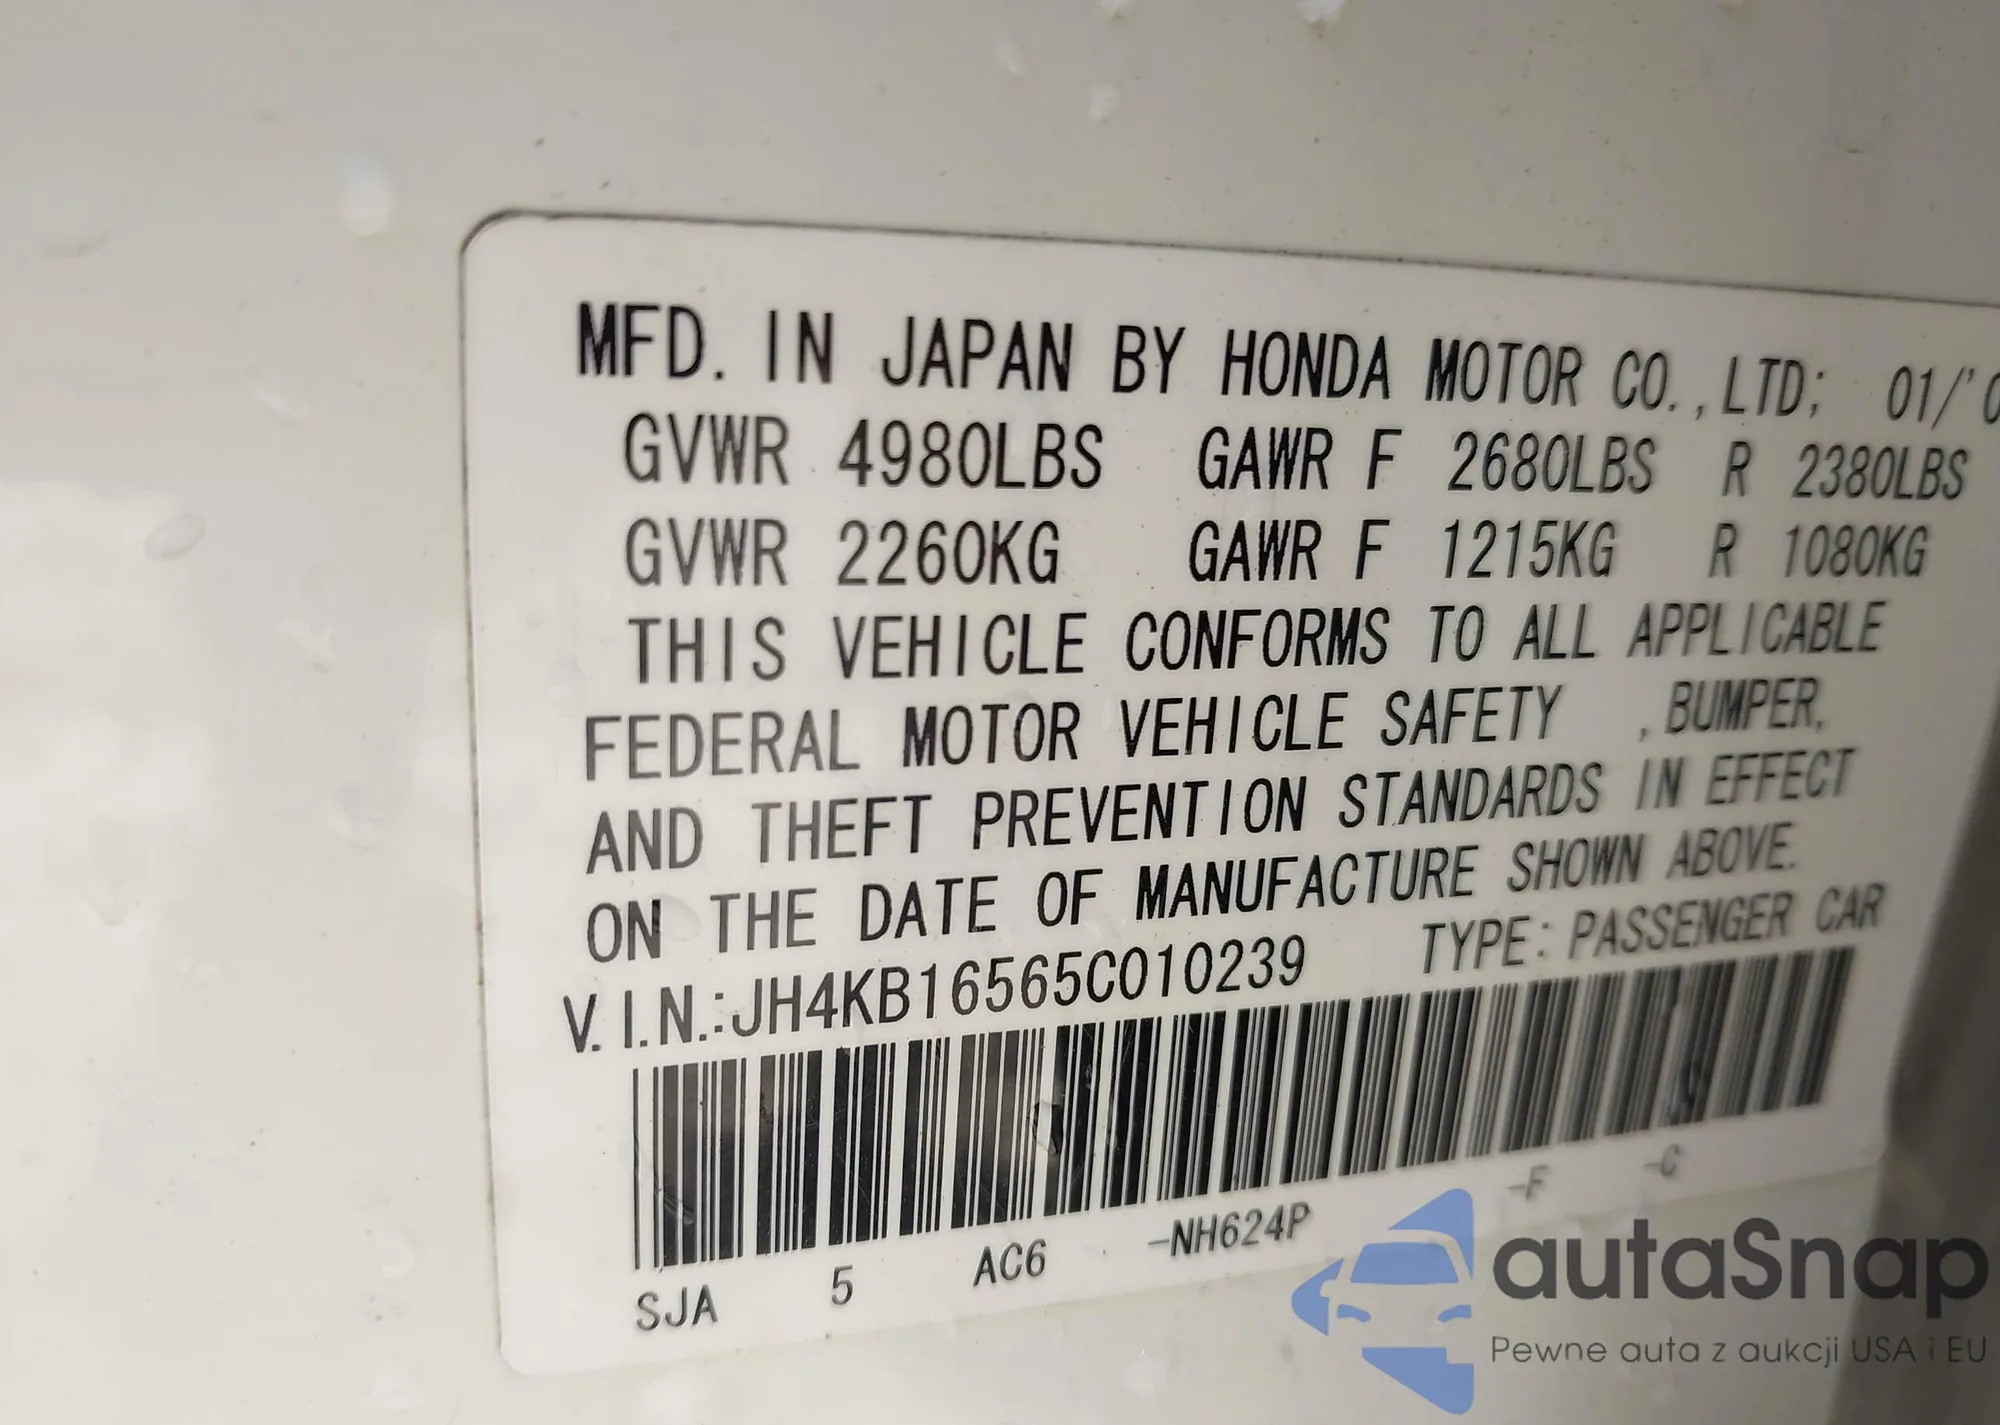 MFD. IN JAPAN BY HONDA MOTOR CO.,LTD; 01/'0
GVWR 4980LBS GAWR F 2680LBS R 2380LBS
GVWR 2260KG GAWR F 1215KG R 1080KG
THIS VEHICLE CONFORMS TO ALL APPLICABLE
FEDERAL MOTOR VEHICLE SAFETY , BUMPER,
AND THEFT PREVENTION STANDARDS IN EFFECT
ON THE DATE OF MANUFACTURE SHOWN ABOVE.
V.I.N.:JH4KB16565C010239 TYPE: PASSENGER CAR
SJA 5 AC6 -NH624P -F -C
autaSnap
Pewne auta z aukcji USA i EU